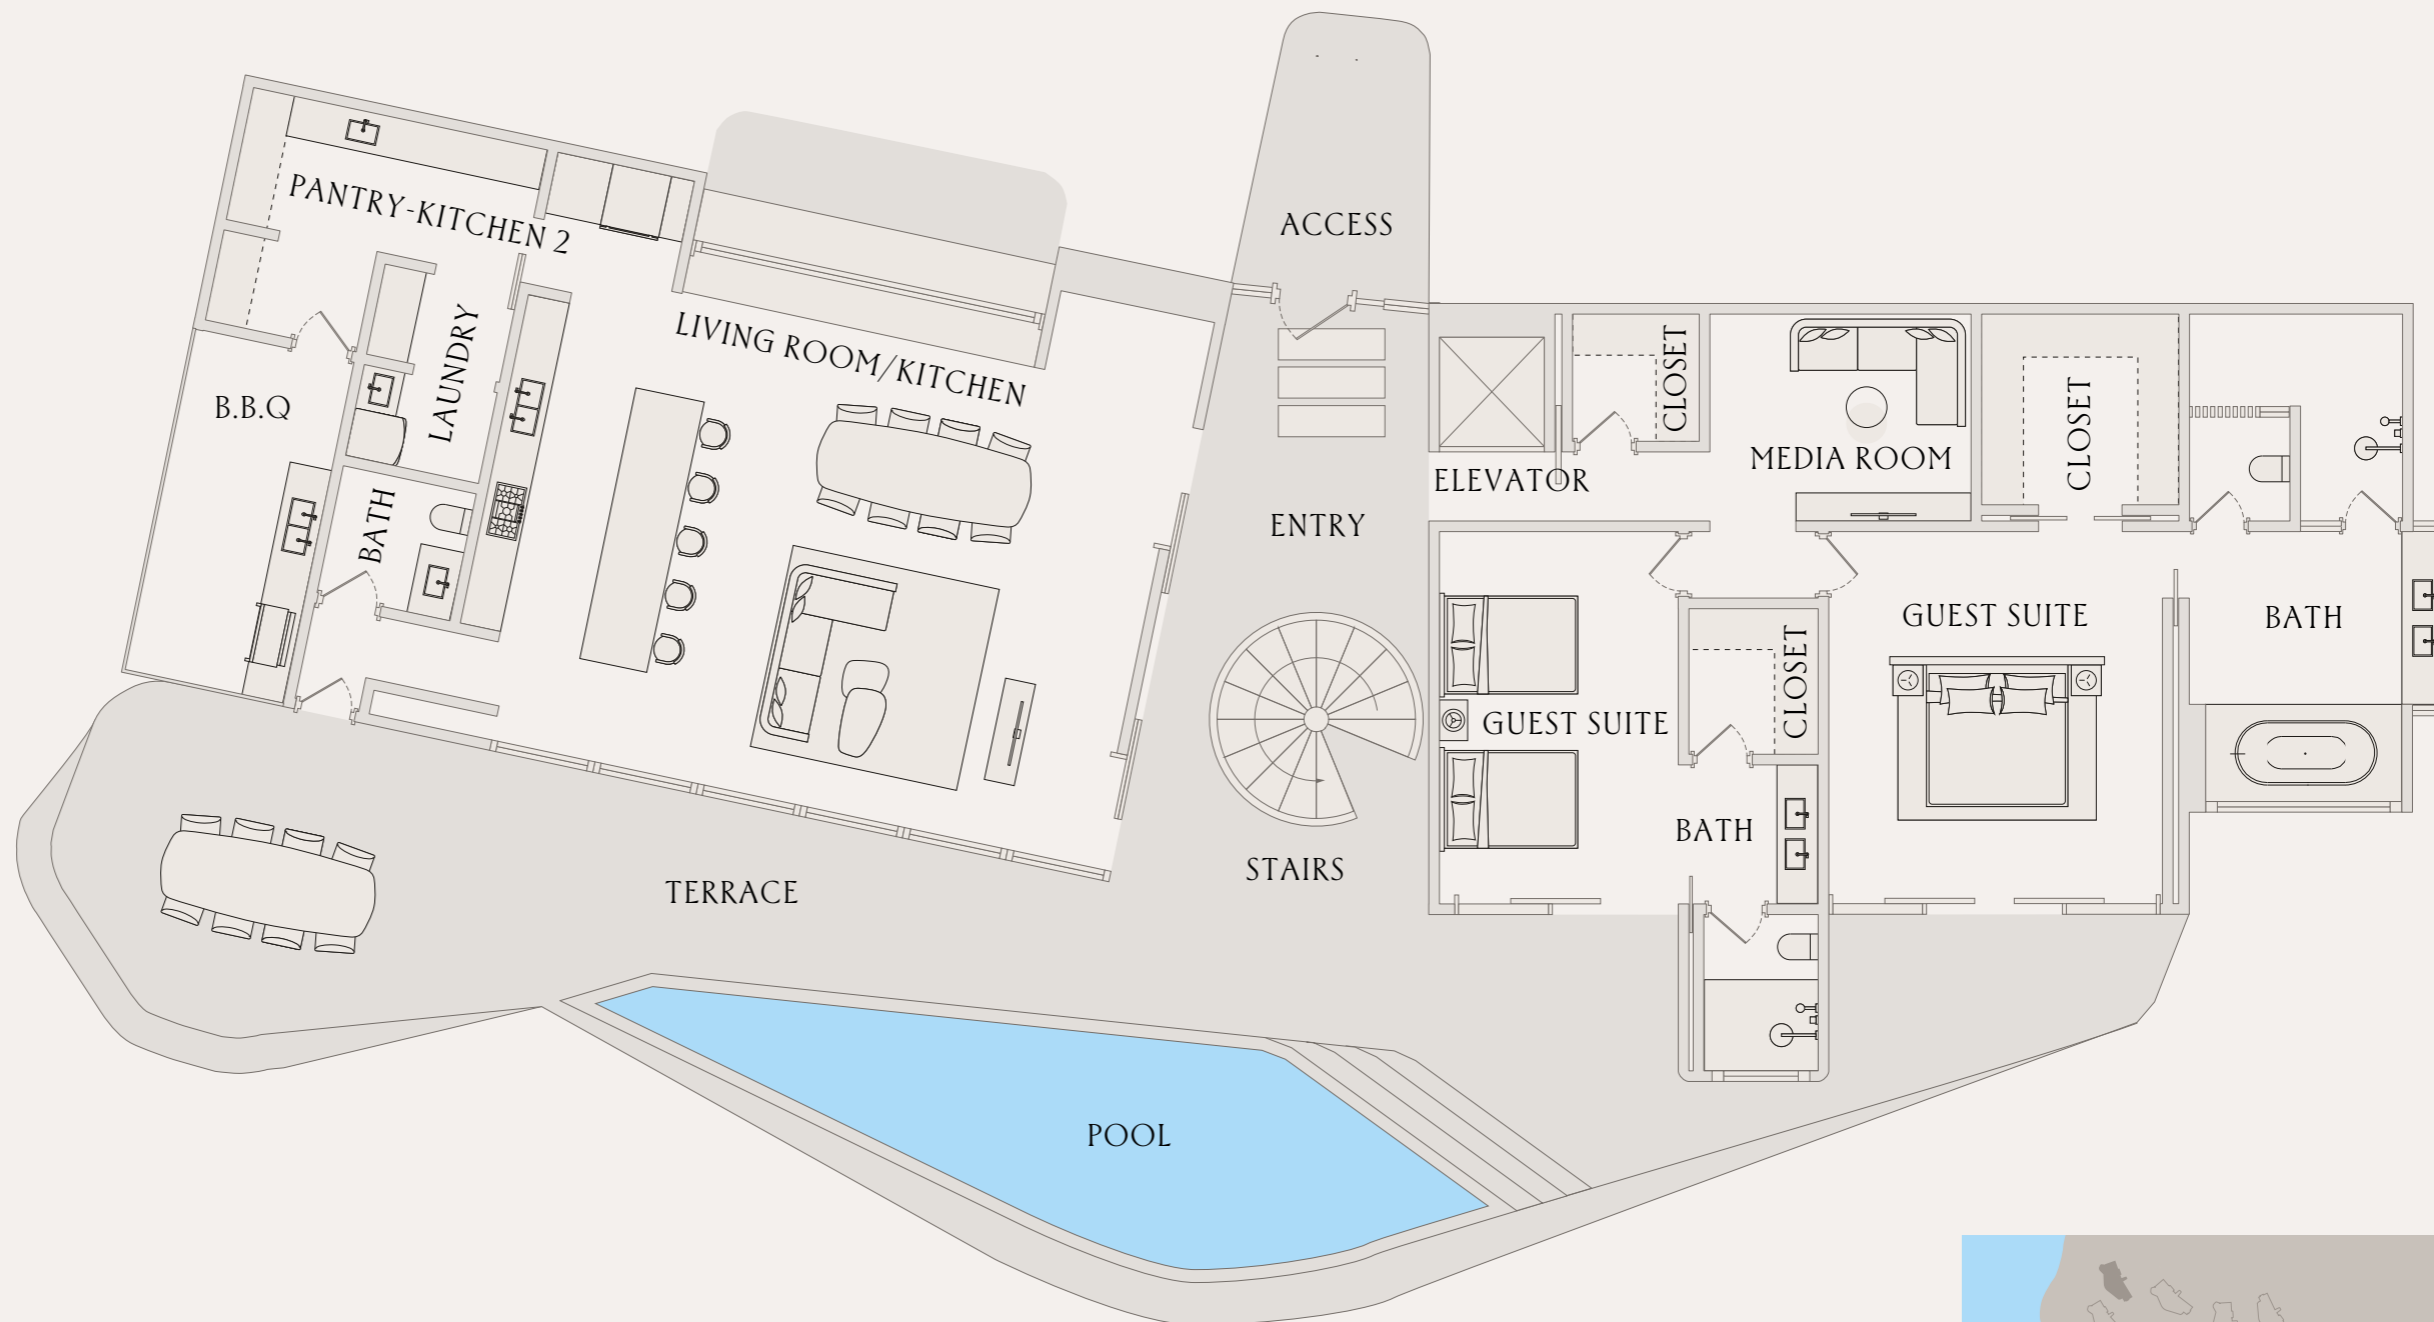 ACCESS
PANTRY-KITCHEN 2
LIVING ROOM/KITCHEN
LAUNDRY
B.B.Q
BATH
ELEVATOR
CLOSET
MEDIA ROOM
CLOSET
ENTRY
GUEST SUITE
BATH
CLOSET
GUEST SUITE
BATH
STAIRS
TERRACE
POOL